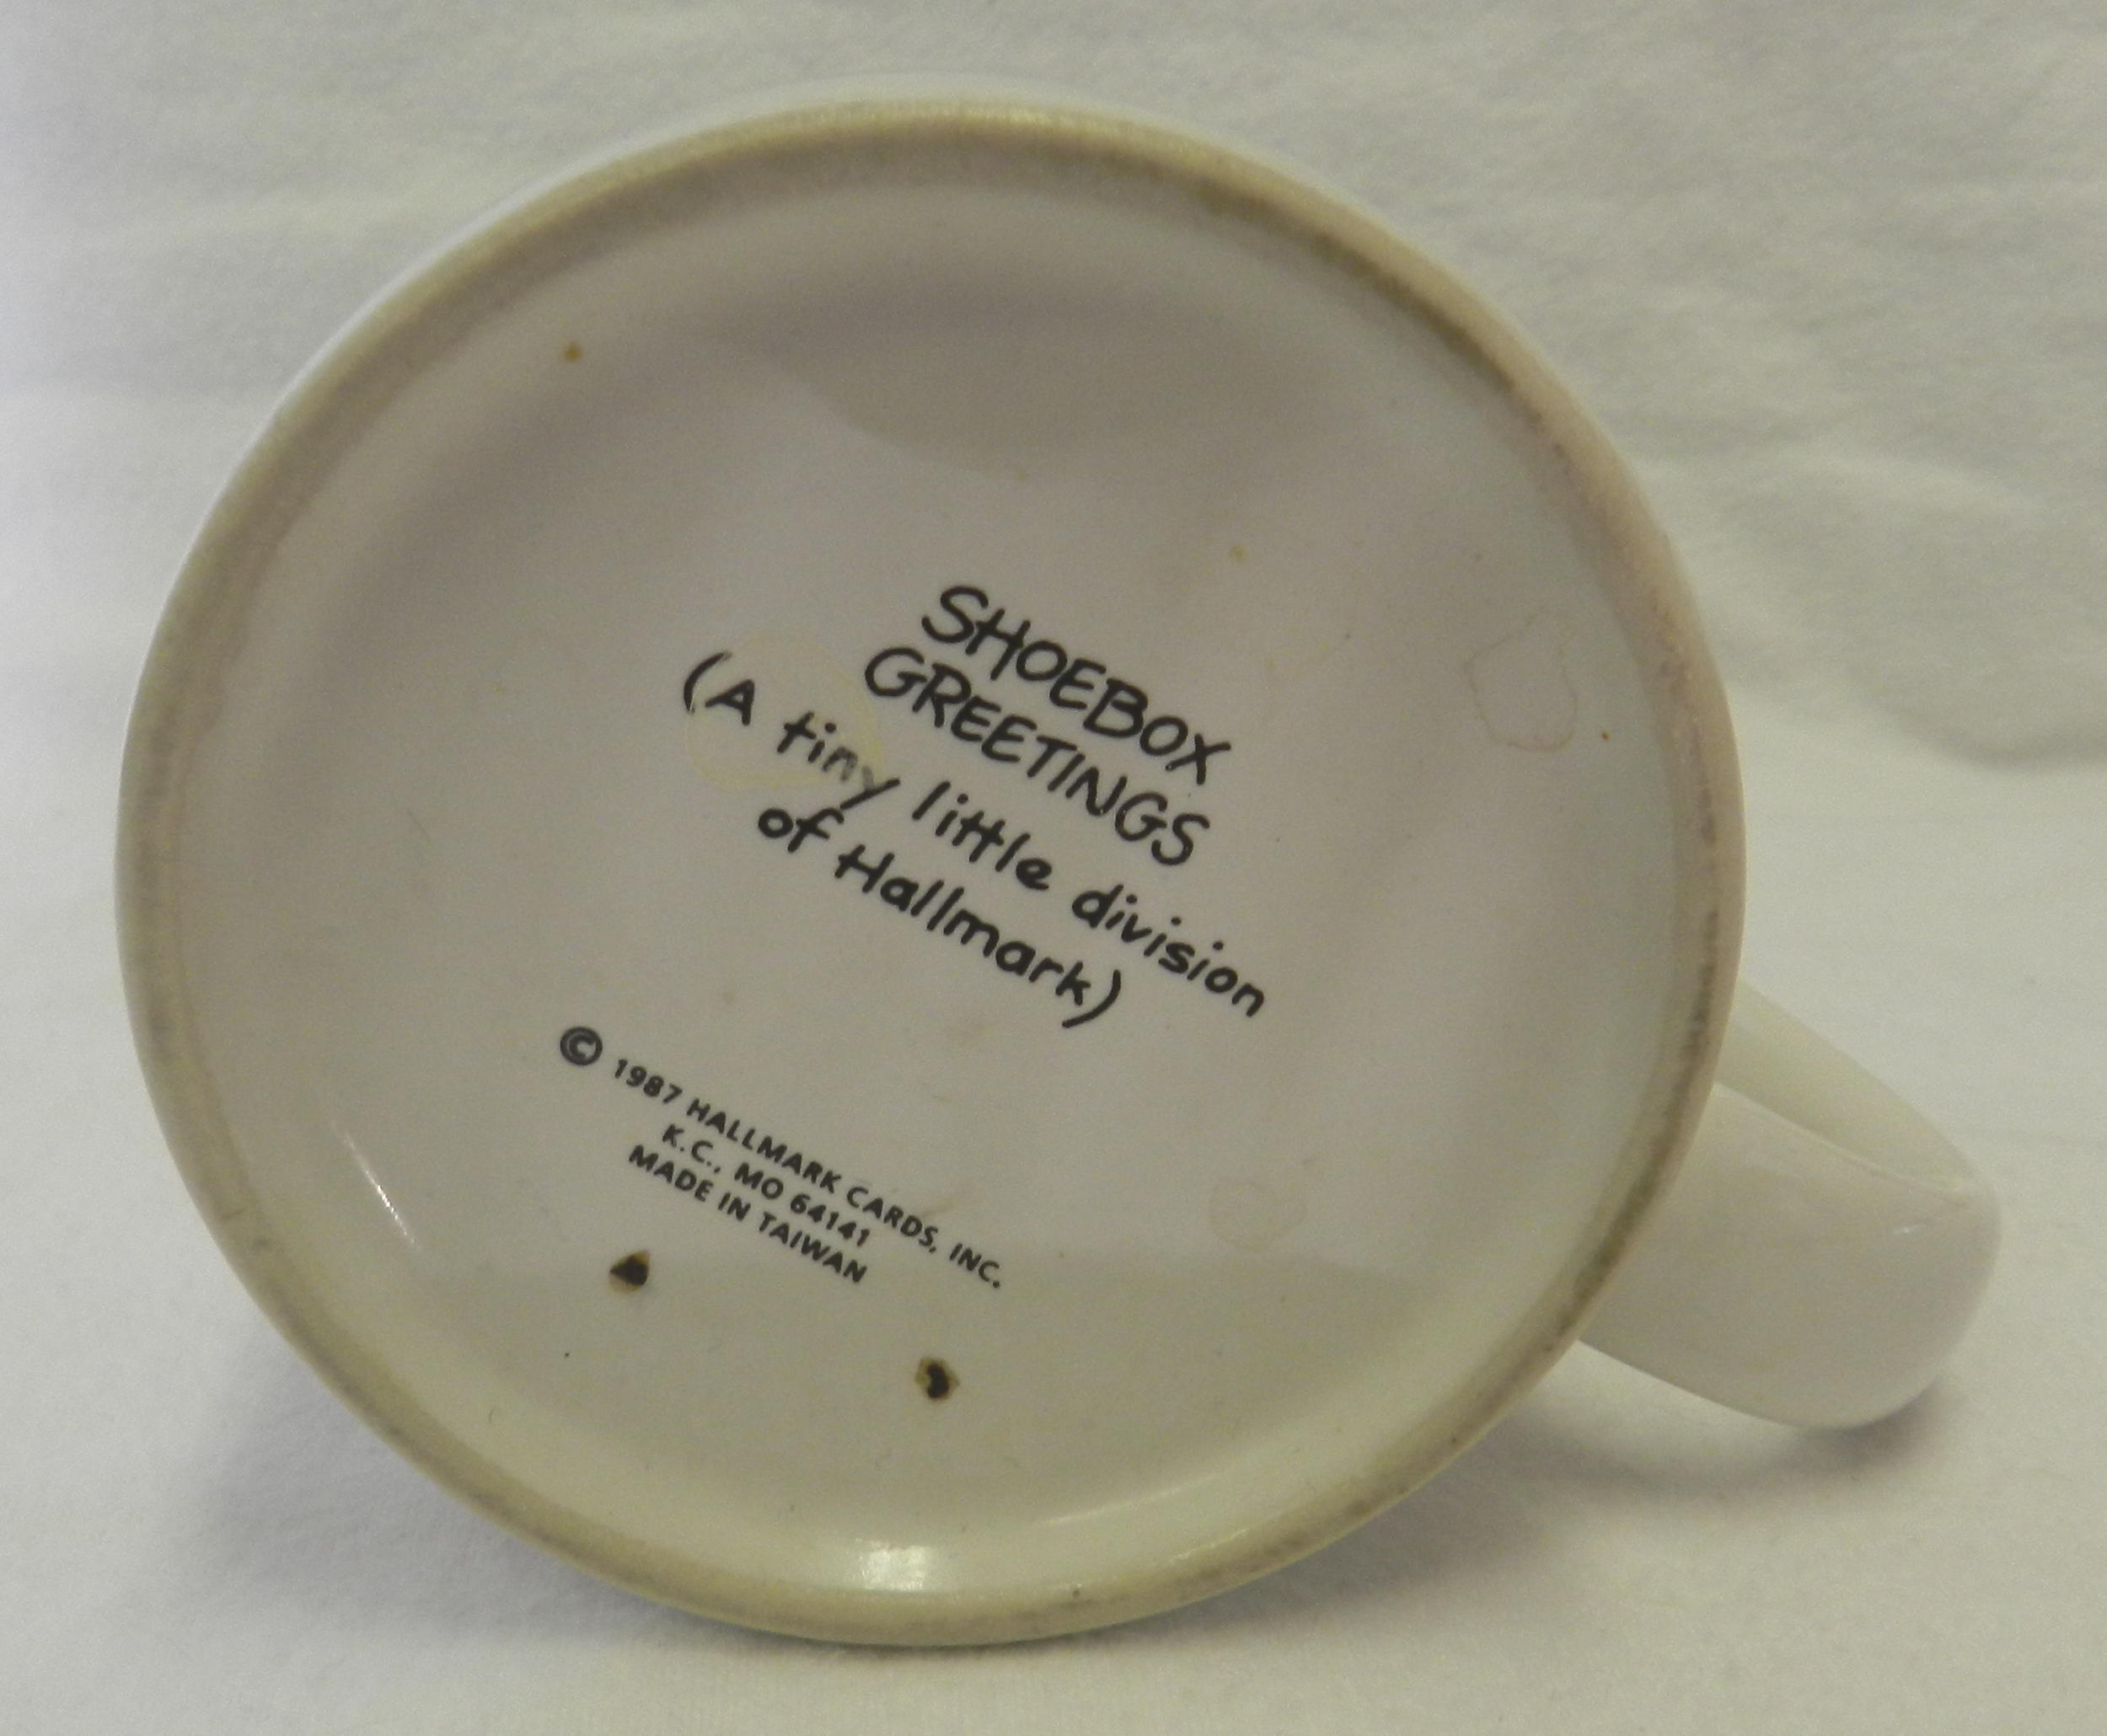 SHOEBOX
GREETINGS
(A tiny little division
of Hallmark)
© 1987 HALLMARK CARDS, INC.
K.C., MO 64141
MADE IN TAIWAN